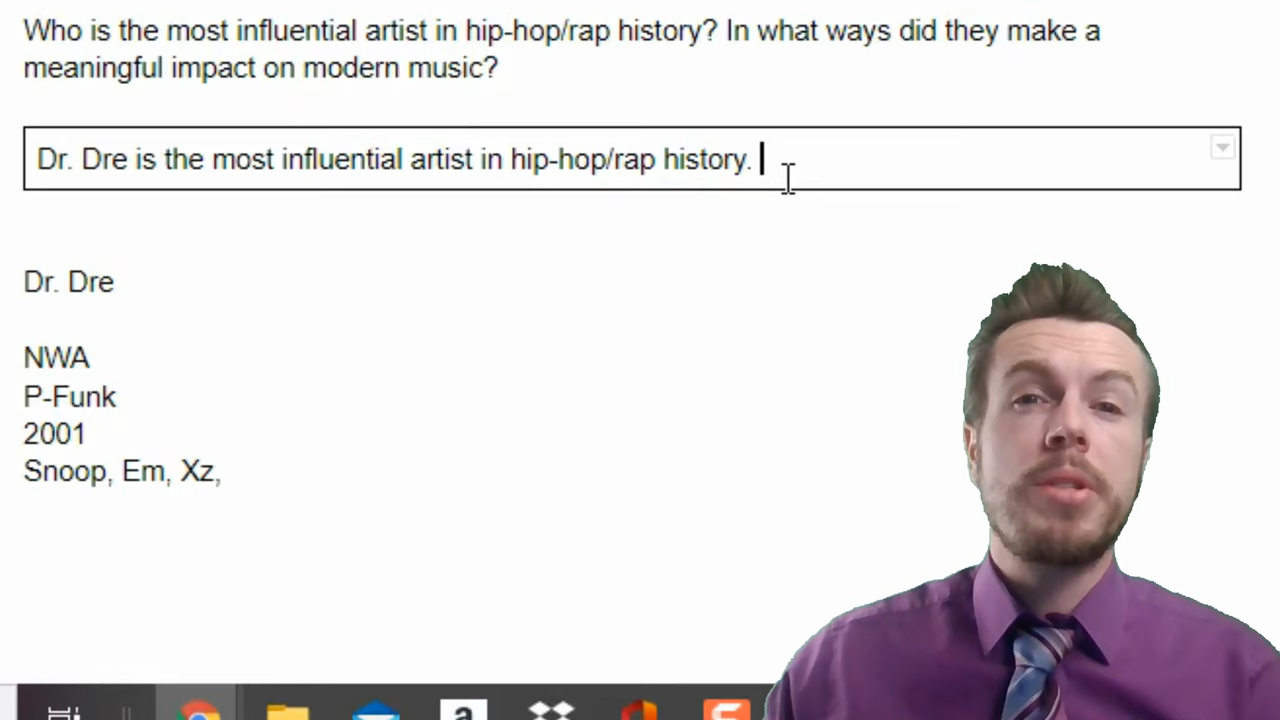 Who is the most influential artist in hip-hop/rap history? In what ways did they make a
meaningful impact on modern music?
Dr. Dre is the most influential artist in hip-hop/rap history.
Dr. Dre
NWA
P-Funk
2001
Snoop, Em, Xz,
a